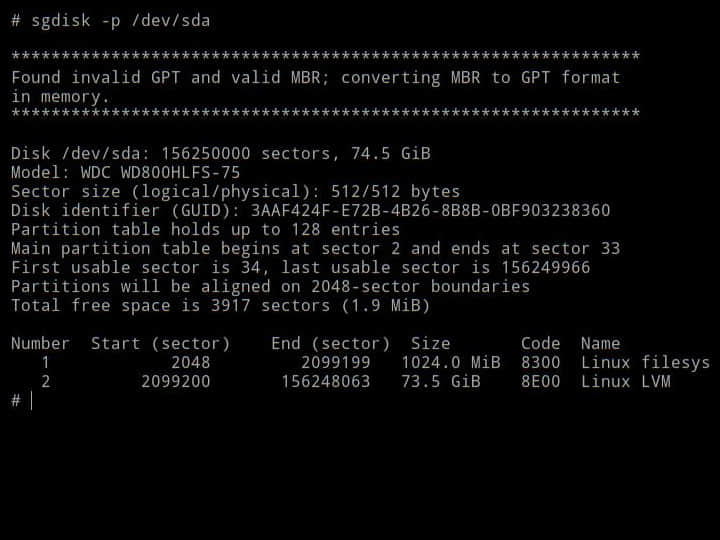 # sgdisk -p /dev/sda
***************************************************************
Found invalid GPT and valid MBR; converting MBR to GPT format
in memory.
***************************************************************
Disk /dev/sda: 156250000 sectors, 74.5 GiB
Model: WDC WD800HLFS-75
Sector size (logical/physical): 512/512 bytes
Disk identifier (GUID): 3AAF424F-E72B-4B26-8B8B-0BF903238360
Partition table holds up to 128 entries
Main partition table begins at sector 2 and ends at sector 33
First usable sector is 34, last usable sector is 156249966
Partitions will be aligned on 2048-sector boundaries
Total free space is 3917 sectors (1.9 MiB)
Number  Start (sector)    End (sector)  Size       Code  Name
   1            2048         2099199   1024.0 MiB  8300  Linux filesys
   2         2099200       156248063   73.5 GiB    8E00  Linux LVM
#